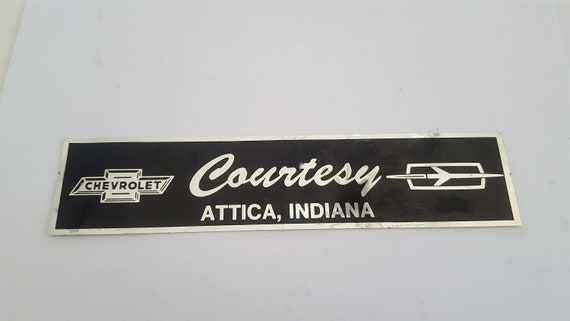 CHEVROLET
Courtesy
ATTICA, INDIANA